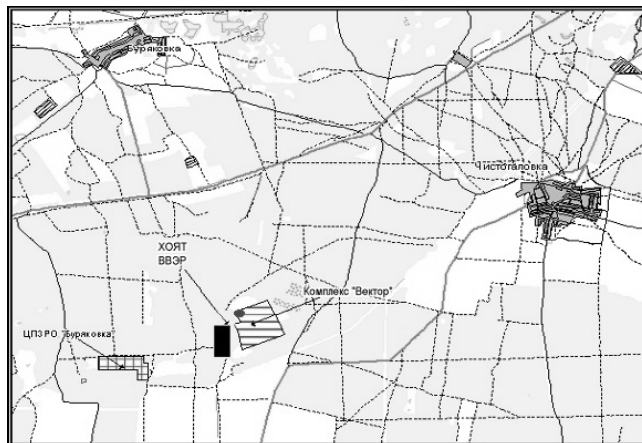 Буряковка
Чистогаловка
ХОЯТ
ВВЭР
Комплекс "Вектор"
ЦПЗРО "Буряковка"